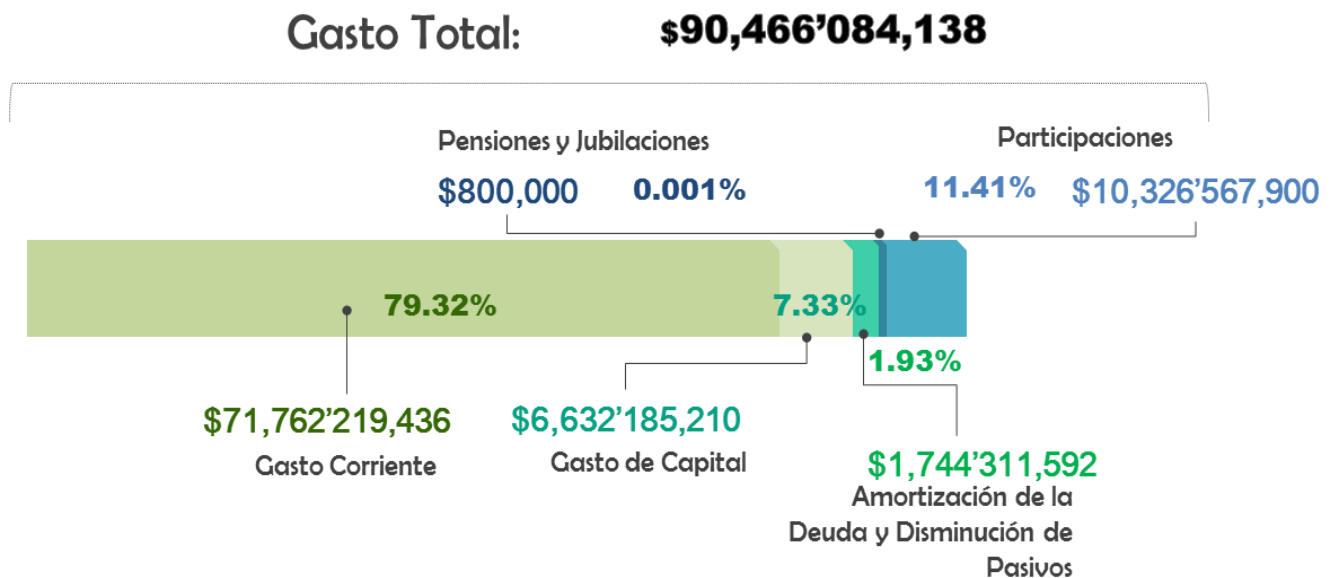 Gasto Total: $90,466’084,138
Pensiones y Jubilaciones
$800,000 0.001%
Participaciones
11.41% $10,326’567,900
79.32%
7.33%
1.93%
$71,762’219,436
Gasto Corriente
$6,632’185,210
Gasto de Capital
$1,744’311,592
Amortización de la
Deuda y Disminución de
Pasivos